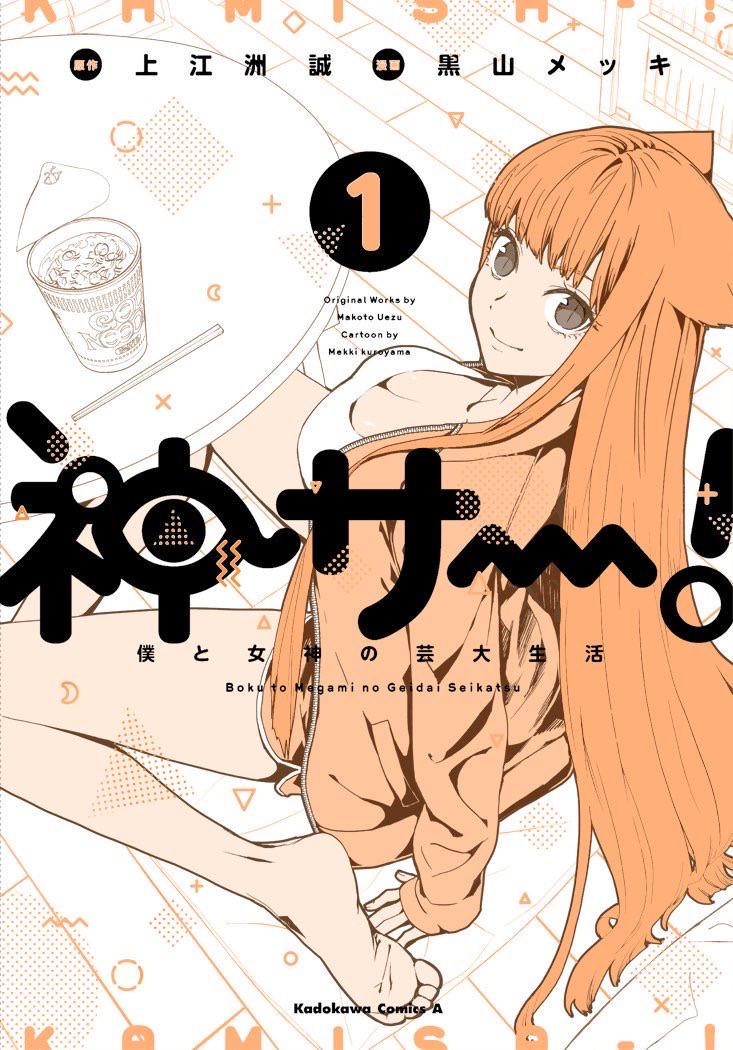 KAMISA-!
原作 上江洲誠 漫画 黒山メッキ
1
Original Works by
Makoto Uezu
Cartoon by
Mekki kuroyama
神サー!
僕と女神の芸大生活
Boku to Megami no Geidai Seikatsu
Kadokawa Comics A
KAMISA-!